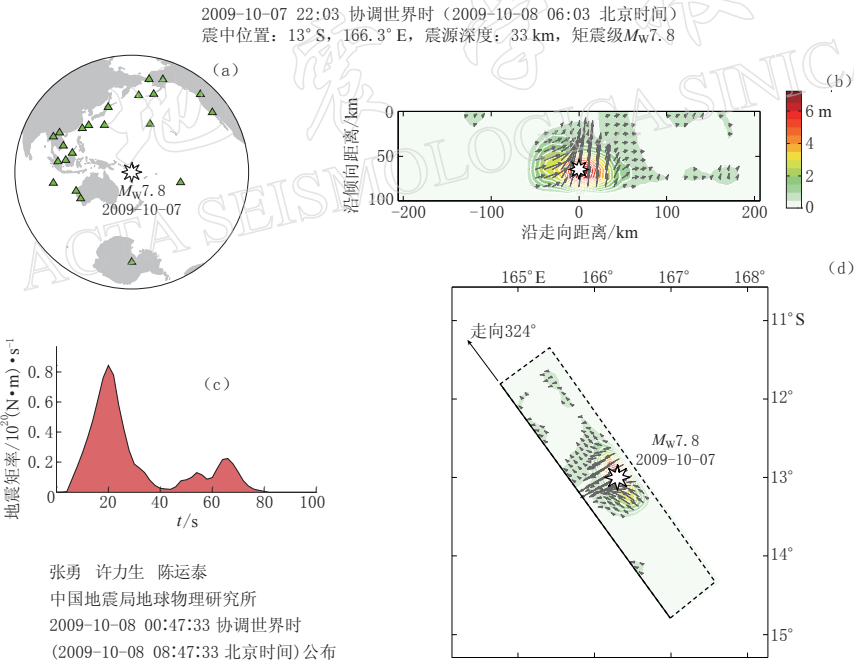 2009-10-07 22:03 协调世界时（2009-10-08 06:03 北京时间）
震中位置：13° S，166.3° E，震源深度：33 km，矩震级Mw7.8
（a）
Mw7.8
2009-10-07
（b）
沿倾向距离/km
0
50
100
-200 -100 0 100 200
沿走向距离/km
6 m
4
2
0
（c）
地震矩率/10²⁰(N•m)•s⁻¹
0.8
0.6
0.4
0.2
0
20 40 60 80 100
t/s
（d）
165°E 166° 167° 168°
11°S
12°
13°
14°
15°
走向324°
Mw7.8
2009-10-07
张勇 许力生 陈运泰
中国地震局地球物理研究所
2009-10-08 00:47:33 协调世界时
(2009-10-08 08:47:33 北京时间)公布
ACTA SEISMOLOGICA SINICA